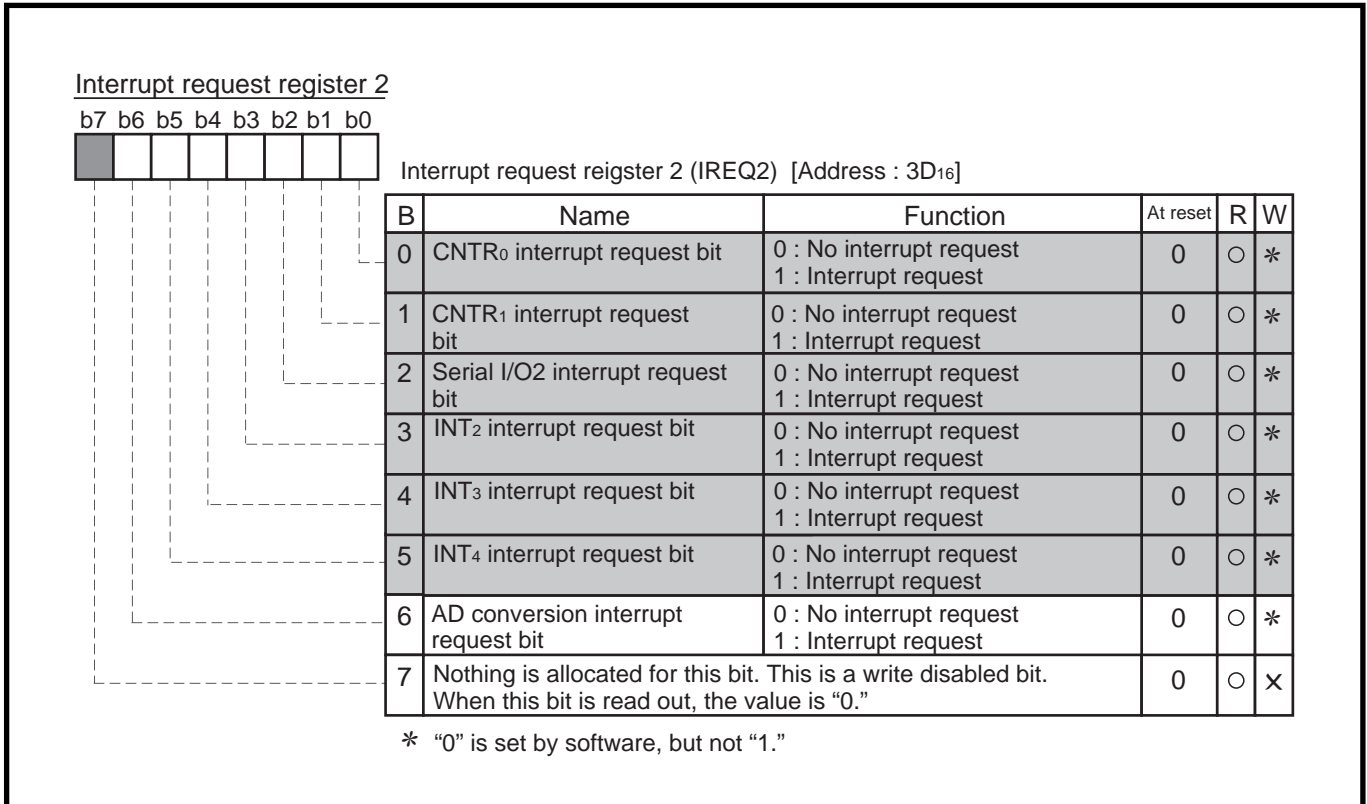 Interrupt request register 2
b7 b6 b5 b4 b3 b2 b1 b0
Interrupt request reigster 2 (IREQ2) [Address : 3D16]
B Name Function At reset R W
0 CNTR0 interrupt request bit 0 : No interrupt request 0 ○ *
1 : Interrupt request
1 CNTR1 interrupt request 0 : No interrupt request 0 ○ *
bit 1 : Interrupt request
2 Serial I/O2 interrupt request 0 : No interrupt request 0 ○ *
bit 1 : Interrupt request
3 INT2 interrupt request bit 0 : No interrupt request 0 ○ *
1 : Interrupt request
4 INT3 interrupt request bit 0 : No interrupt request 0 ○ *
1 : Interrupt request
5 INT4 interrupt request bit 0 : No interrupt request 0 ○ *
1 : Interrupt request
6 AD conversion interrupt 0 : No interrupt request 0 ○ *
request bit 1 : Interrupt request
7 Nothing is allocated for this bit. This is a write disabled bit. 0 ○ ×
When this bit is read out, the value is “0.”
* “0” is set by software, but not “1.”